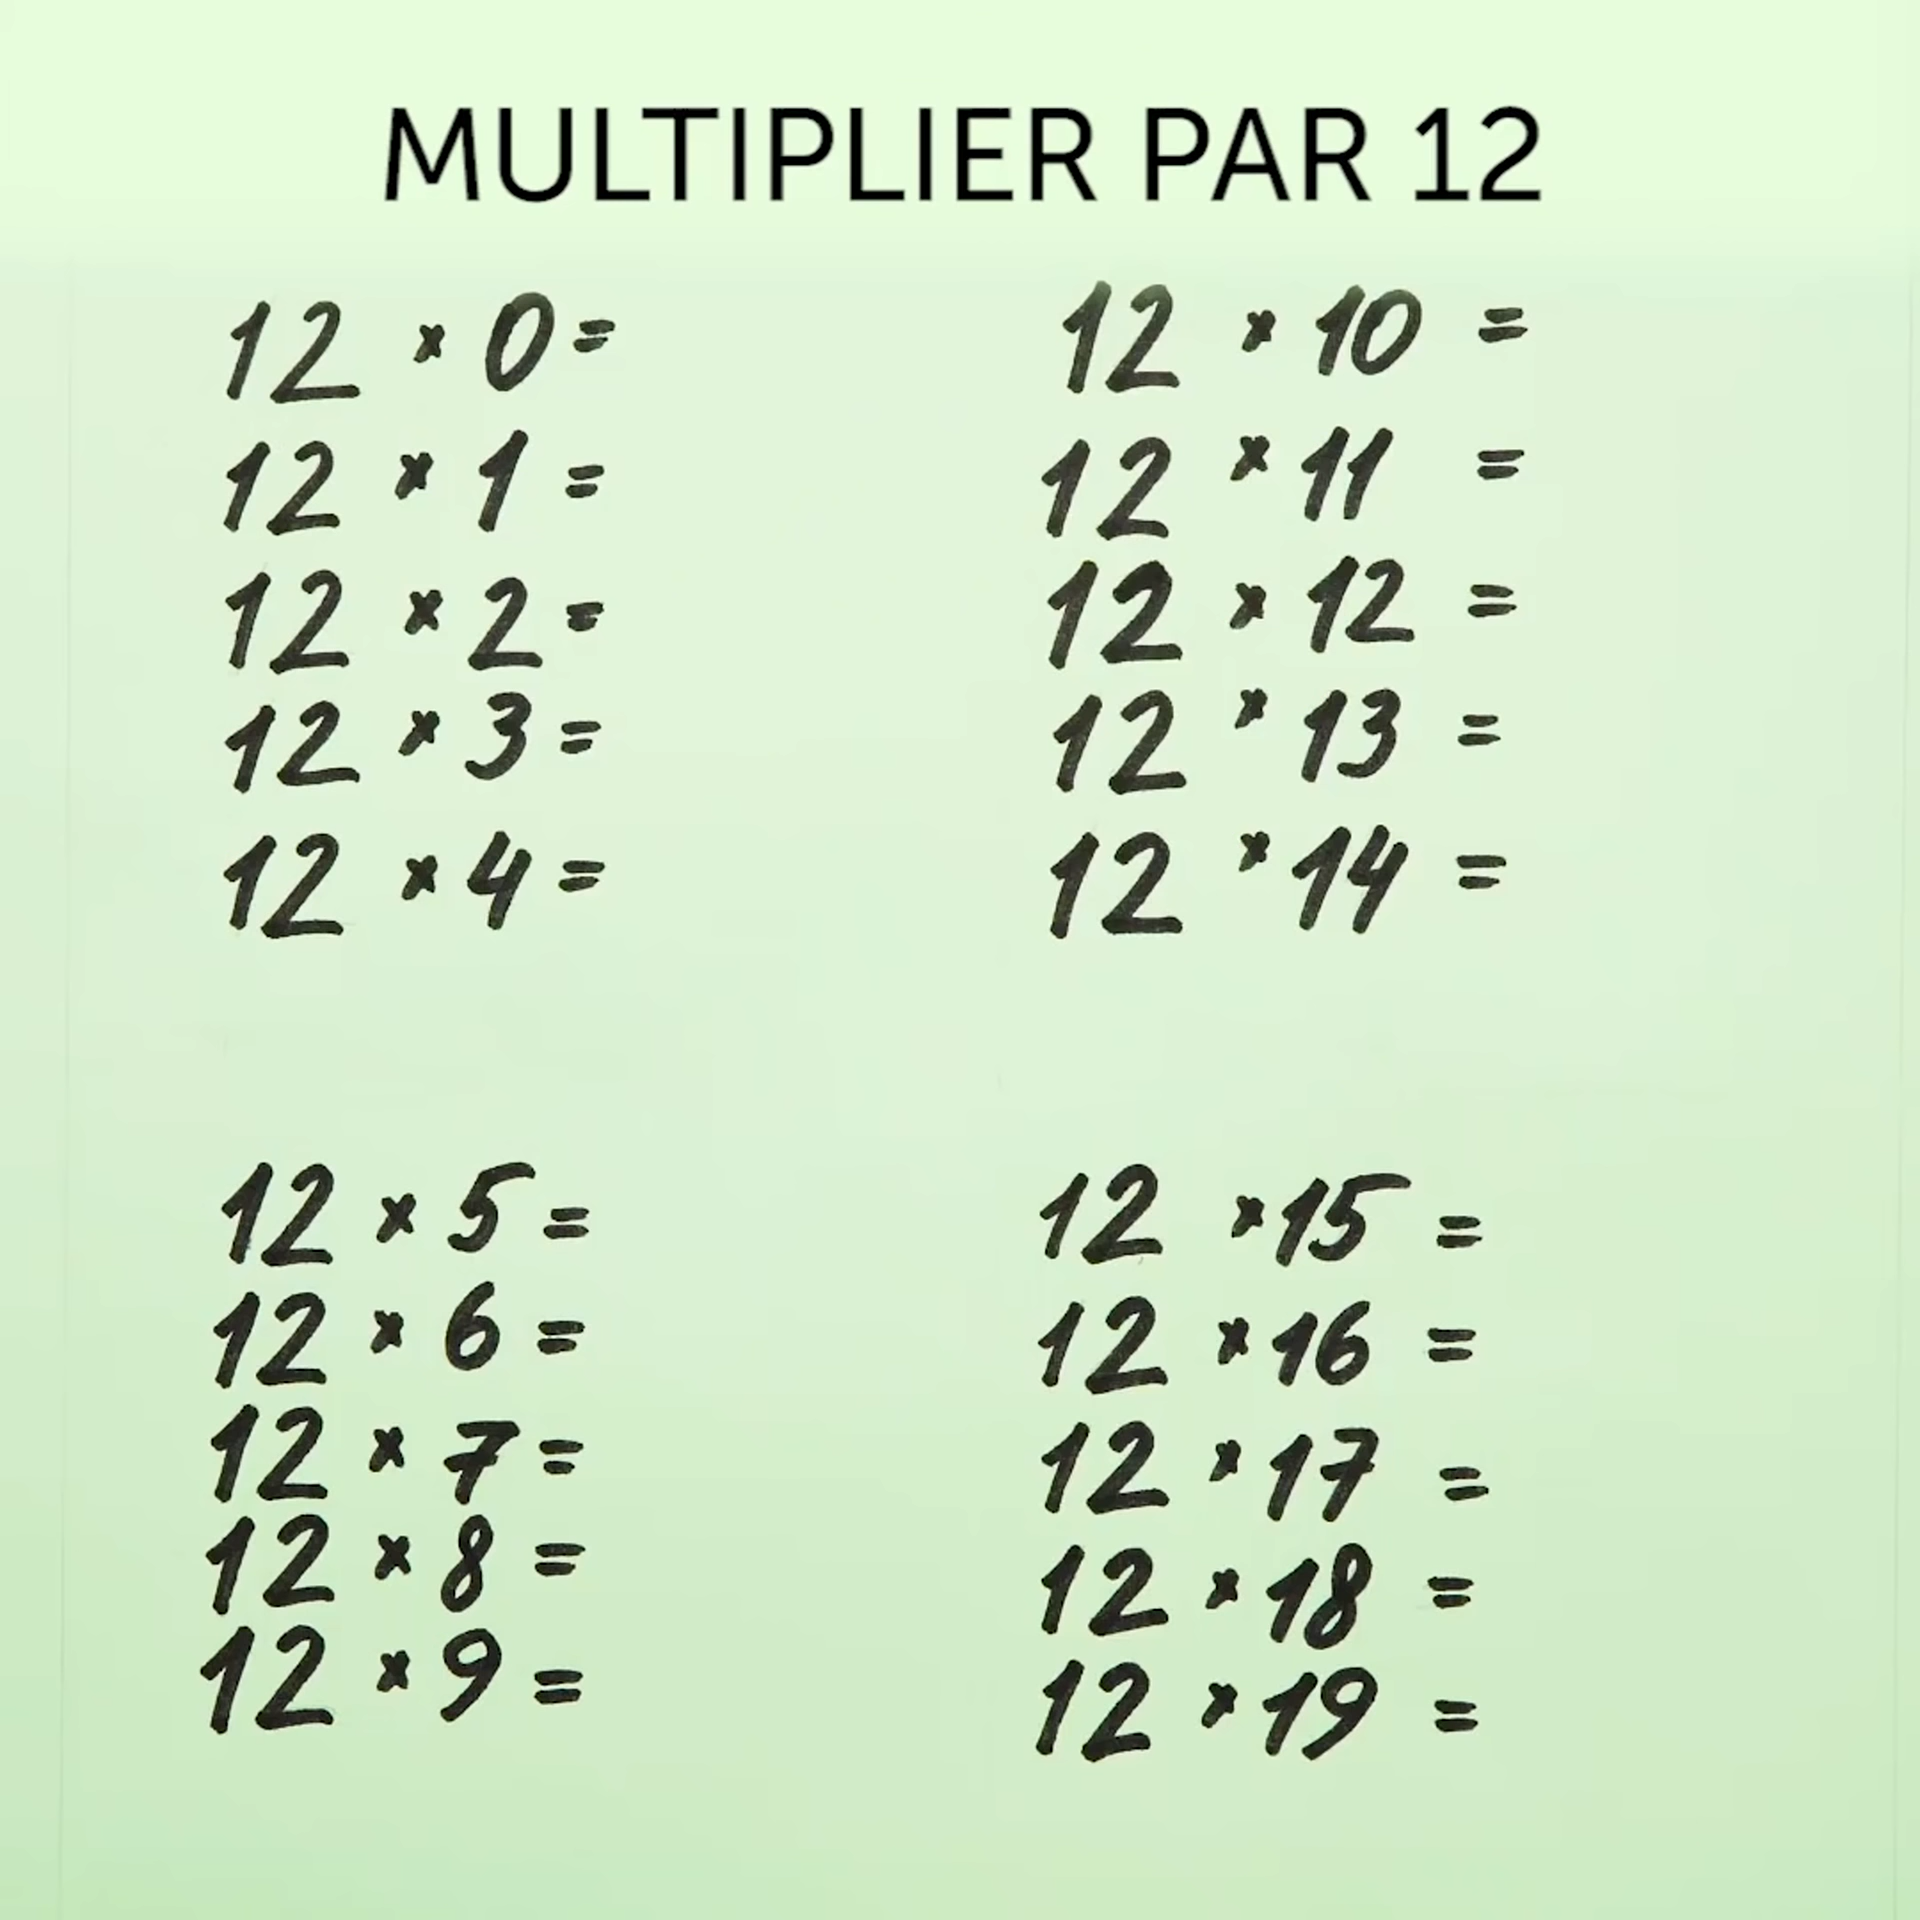 MULTIPLIER PAR 12
12 × 0 =
12 × 1 =
12 × 2 =
12 × 3 =
12 × 4 =
12 × 5 =
12 × 6 =
12 × 7 =
12 × 8 =
12 × 9 =
12 × 10 =
12 × 11 =
12 × 12 =
12 × 13 =
12 × 14 =
12 × 15 =
12 × 16 =
12 × 17 =
12 × 18 =
12 × 19 =